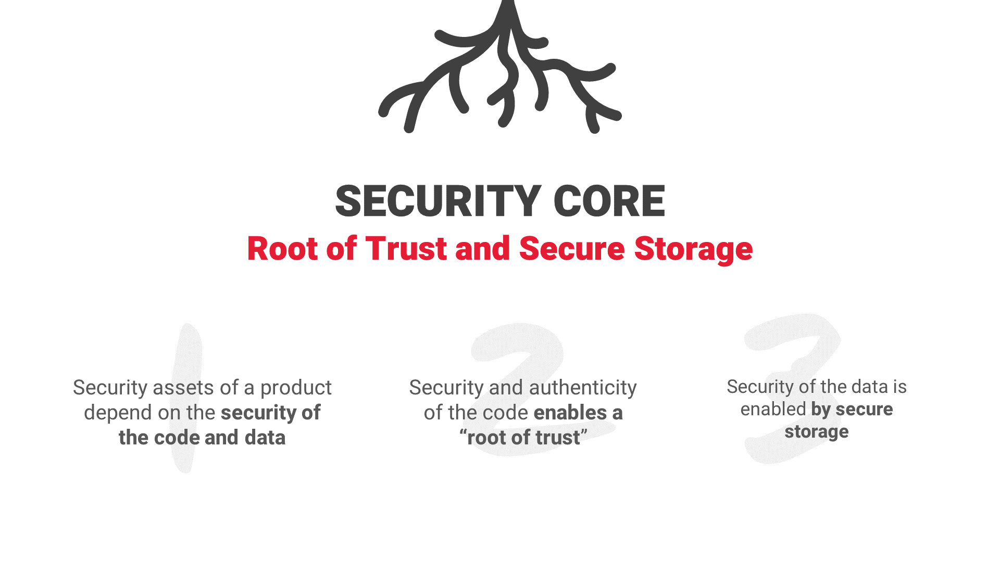 SECURITY CORE
Root of Trust and Secure Storage
1
Security assets of a product
depend on the security of
the code and data
2
Security and authenticity
of the code enables a
“root of trust”
3
Security of the data is
enabled by secure
storage